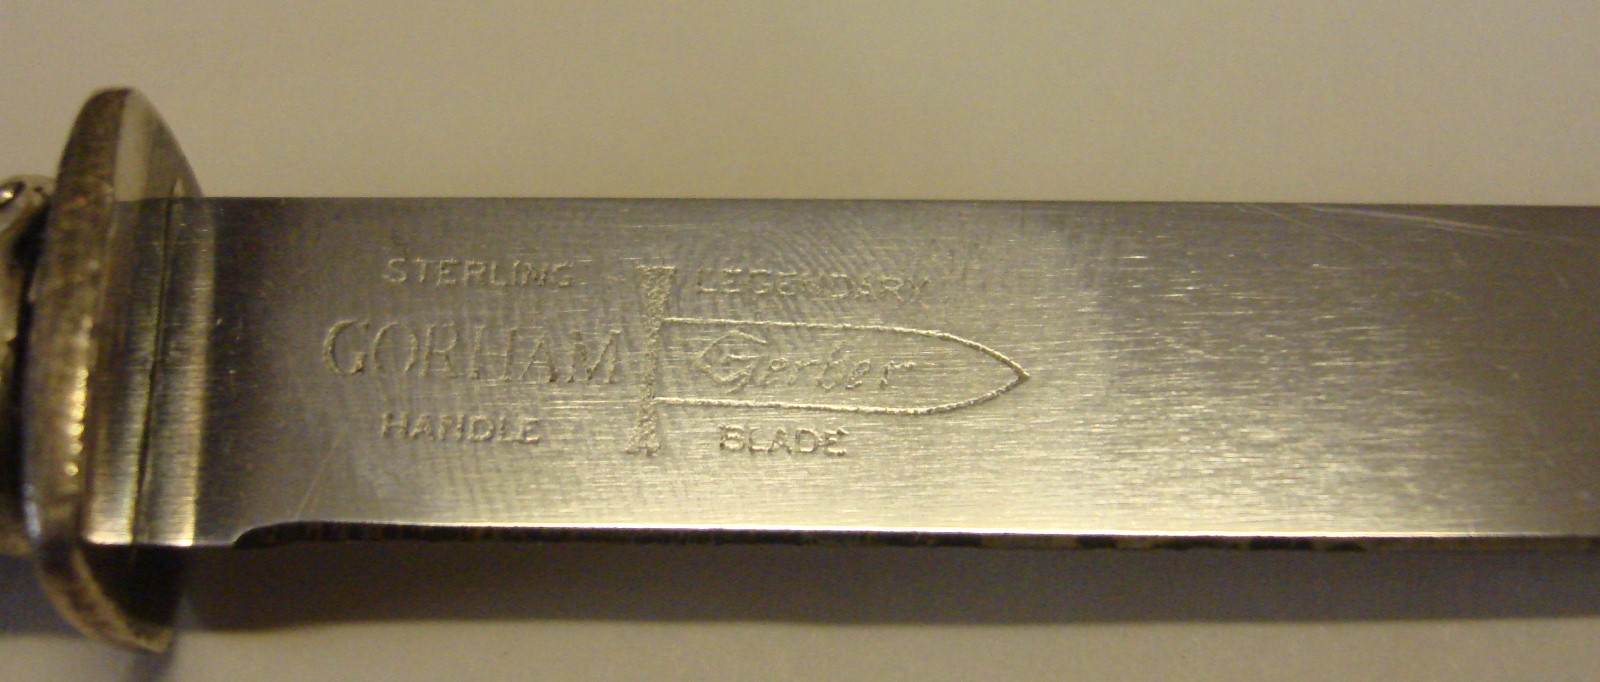 STERLING LEGENDARY
GORHAM Gerber
HANDLE BLADE